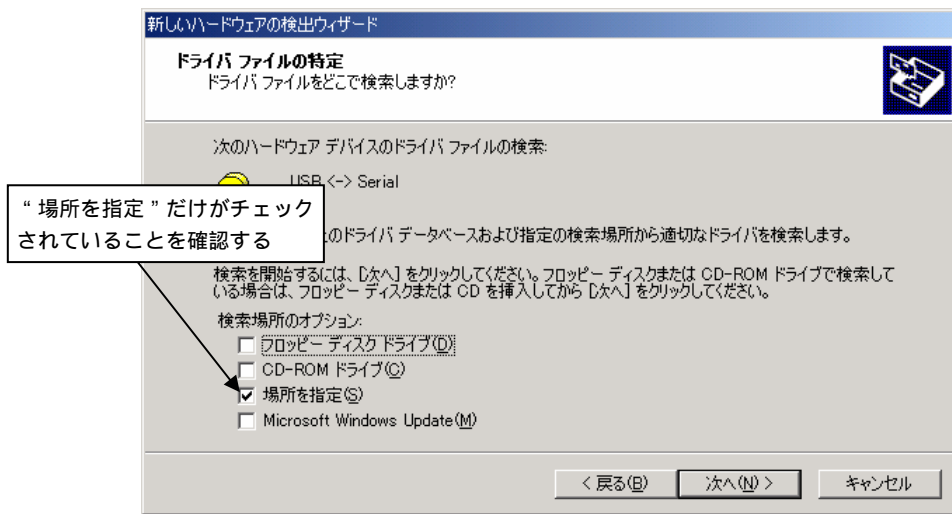 新しいハードウェアの検出ウィザード
ドライバ ファイルの特定
ドライバ ファイルをどこで検索しますか?
次のハードウェア デバイスのドライバ ファイルの検索:
USB <-> Serial
“場所を指定”だけがチェック
されていることを確認する
のドライバ データベースおよび指定の検索場所から適切なドライバを検索します。
検索を開始するには、[次へ] をクリックしてください。フロッピー ディスクまたは CD-ROM ドライブで検索して
いる場合は、フロッピー ディスクまたは CD を挿入してから [次へ] をクリックしてください。
検索場所のオプション:
フロッピー ディスク ドライブ(D)
CD-ROM ドライブ(C)
場所を指定(S)
Microsoft Windows Update(M)
< 戻る(B) 次へ(N) > キャンセル